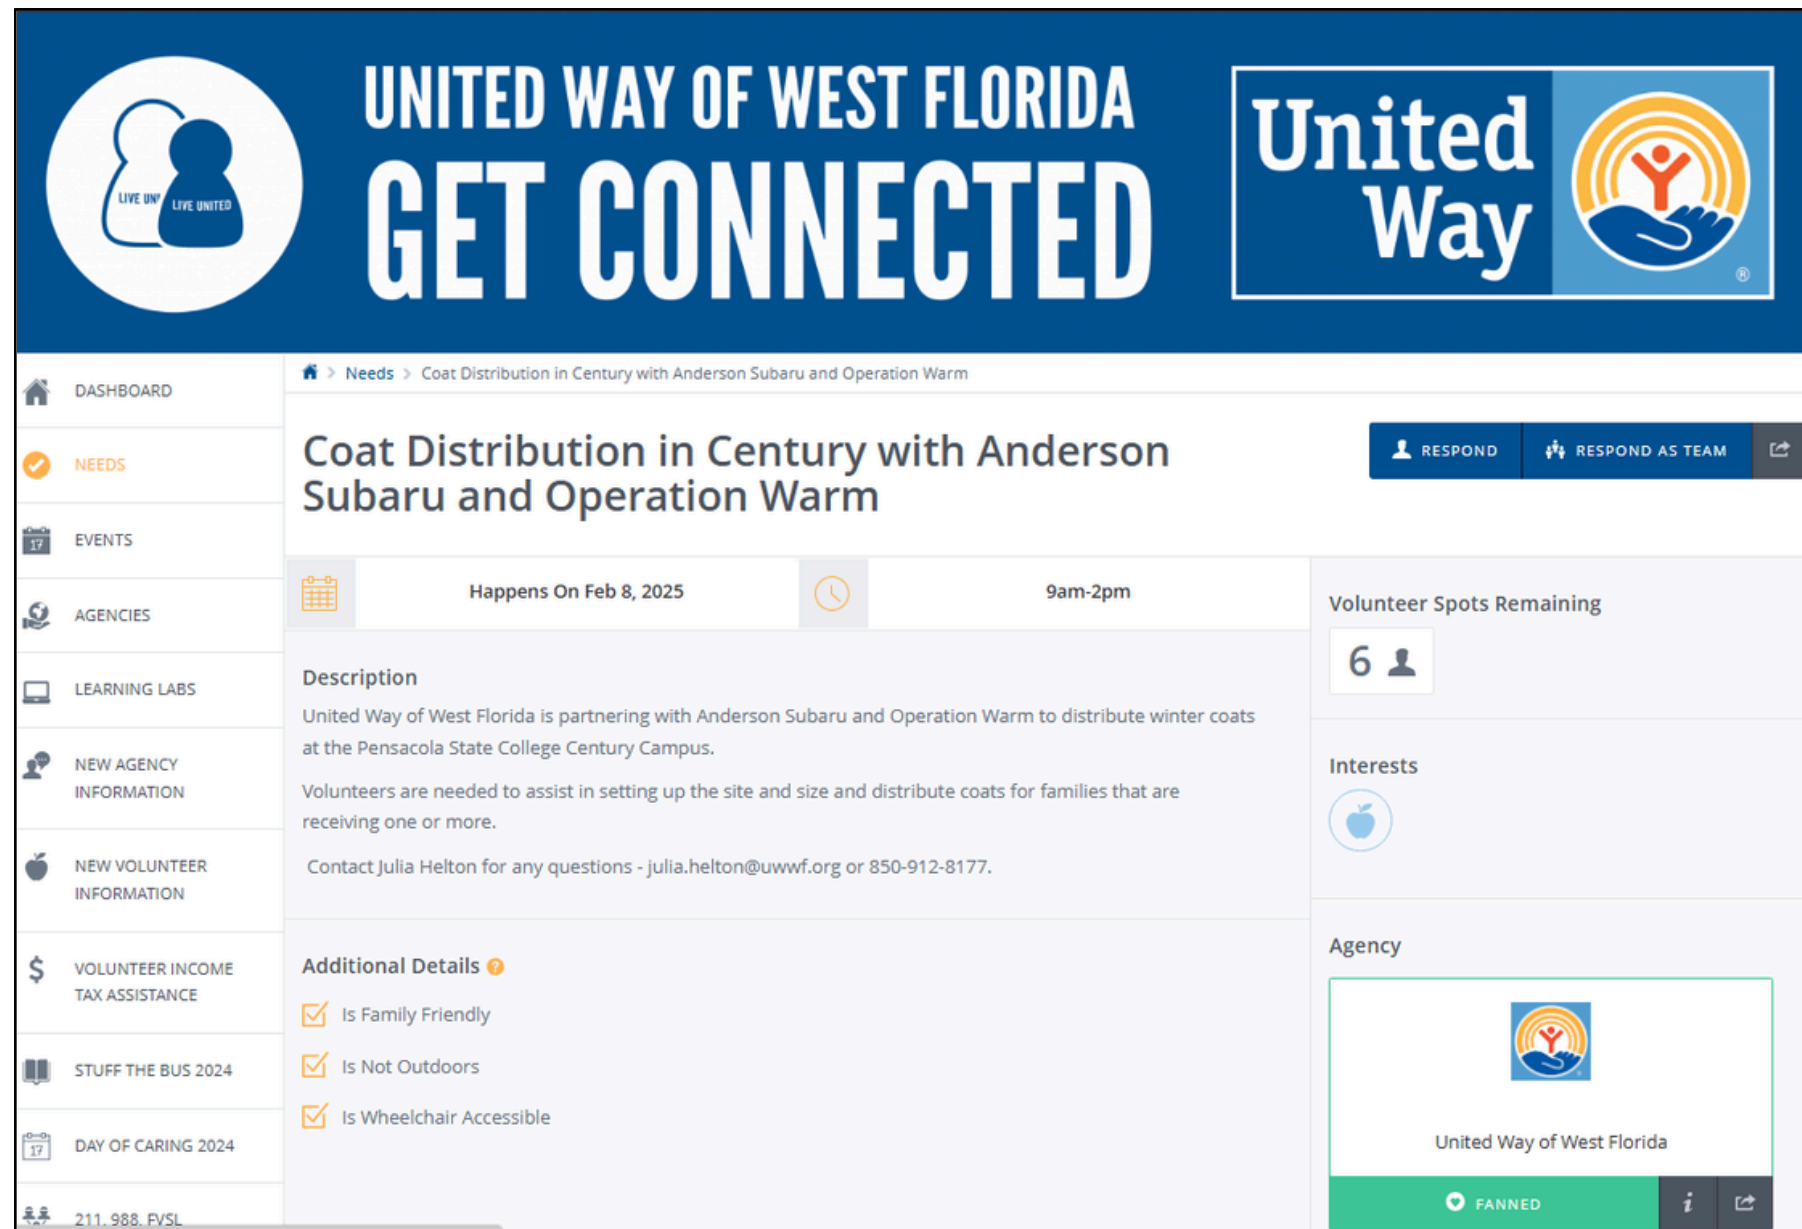 UNITED WAY OF WEST FLORIDA
GET CONNECTED
LIVE UN
LIVE UNITED
United
Way
®
DASHBOARD
NEEDS
17
EVENTS
AGENCIES
LEARNING LABS
NEW AGENCY
INFORMATION
NEW VOLUNTEER
INFORMATION
$
VOLUNTEER INCOME
TAX ASSISTANCE
STUFF THE BUS 2024
17
DAY OF CARING 2024
211, 988, FVSL
> Needs > Coat Distribution in Century with Anderson Subaru and Operation Warm
Coat Distribution in Century with Anderson
Subaru and Operation Warm
RESPOND
RESPOND AS TEAM
Happens On Feb 8, 2025
9am-2pm
Description
United Way of West Florida is partnering with Anderson Subaru and Operation Warm to distribute winter coats
at the Pensacola State College Century Campus.
Volunteers are needed to assist in setting up the site and size and distribute coats for families that are
receiving one or more.
Contact Julia Helton for any questions - julia.helton@uwwf.org or 850-912-8177.
Additional Details ?
Is Family Friendly
Is Not Outdoors
Is Wheelchair Accessible
Volunteer Spots Remaining
6
Interests
Agency
United Way of West Florida
FANNED
i